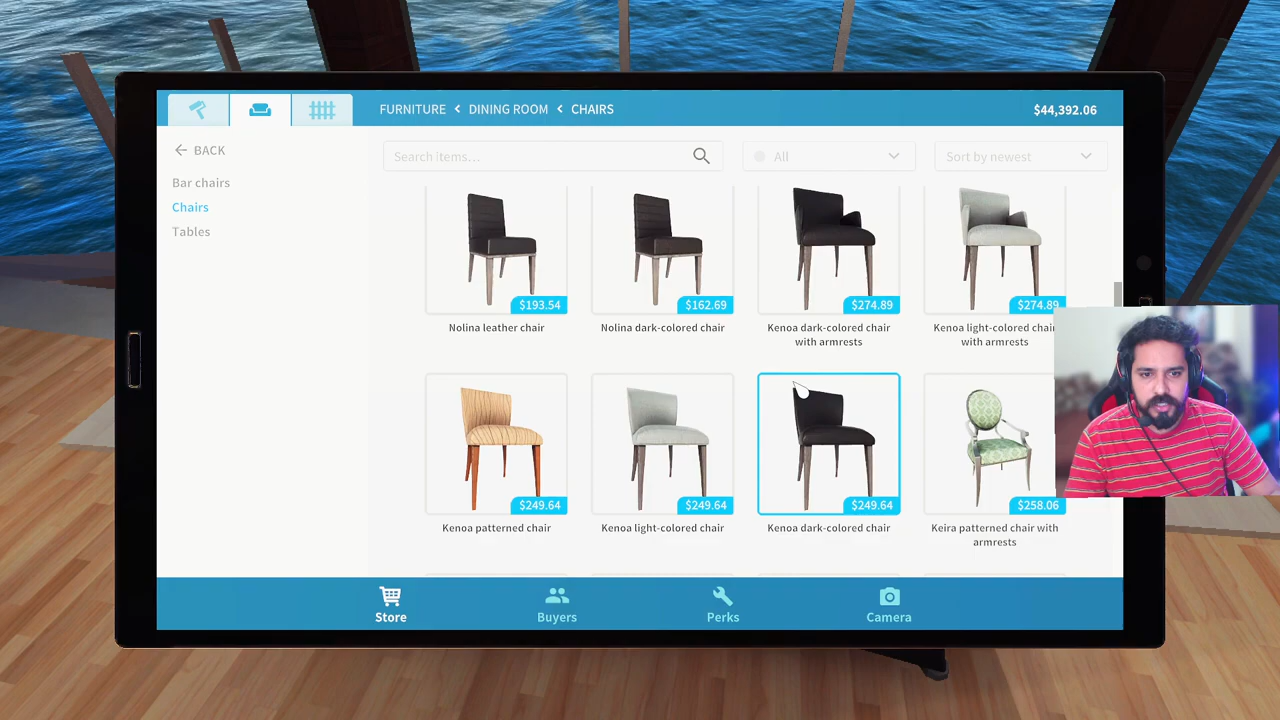 FURNITURE < DINING ROOM < CHAIRS
$44,392.06
BACK
Search items...
All
Sort by newest
Bar chairs
Chairs
Tables
$193.54
$162.69
$274.89
$274.89
Nolina leather chair
Nolina dark-colored chair
Kenoa dark-colored chair
with armrests
Kenoa light-colored chair
with armrests
$249.64
$249.64
$249.64
$258.06
Kenoa patterned chair
Kenoa light-colored chair
Kenoa dark-colored chair
Keira patterned chair with
armrests
Store
Buyers
Perks
Camera